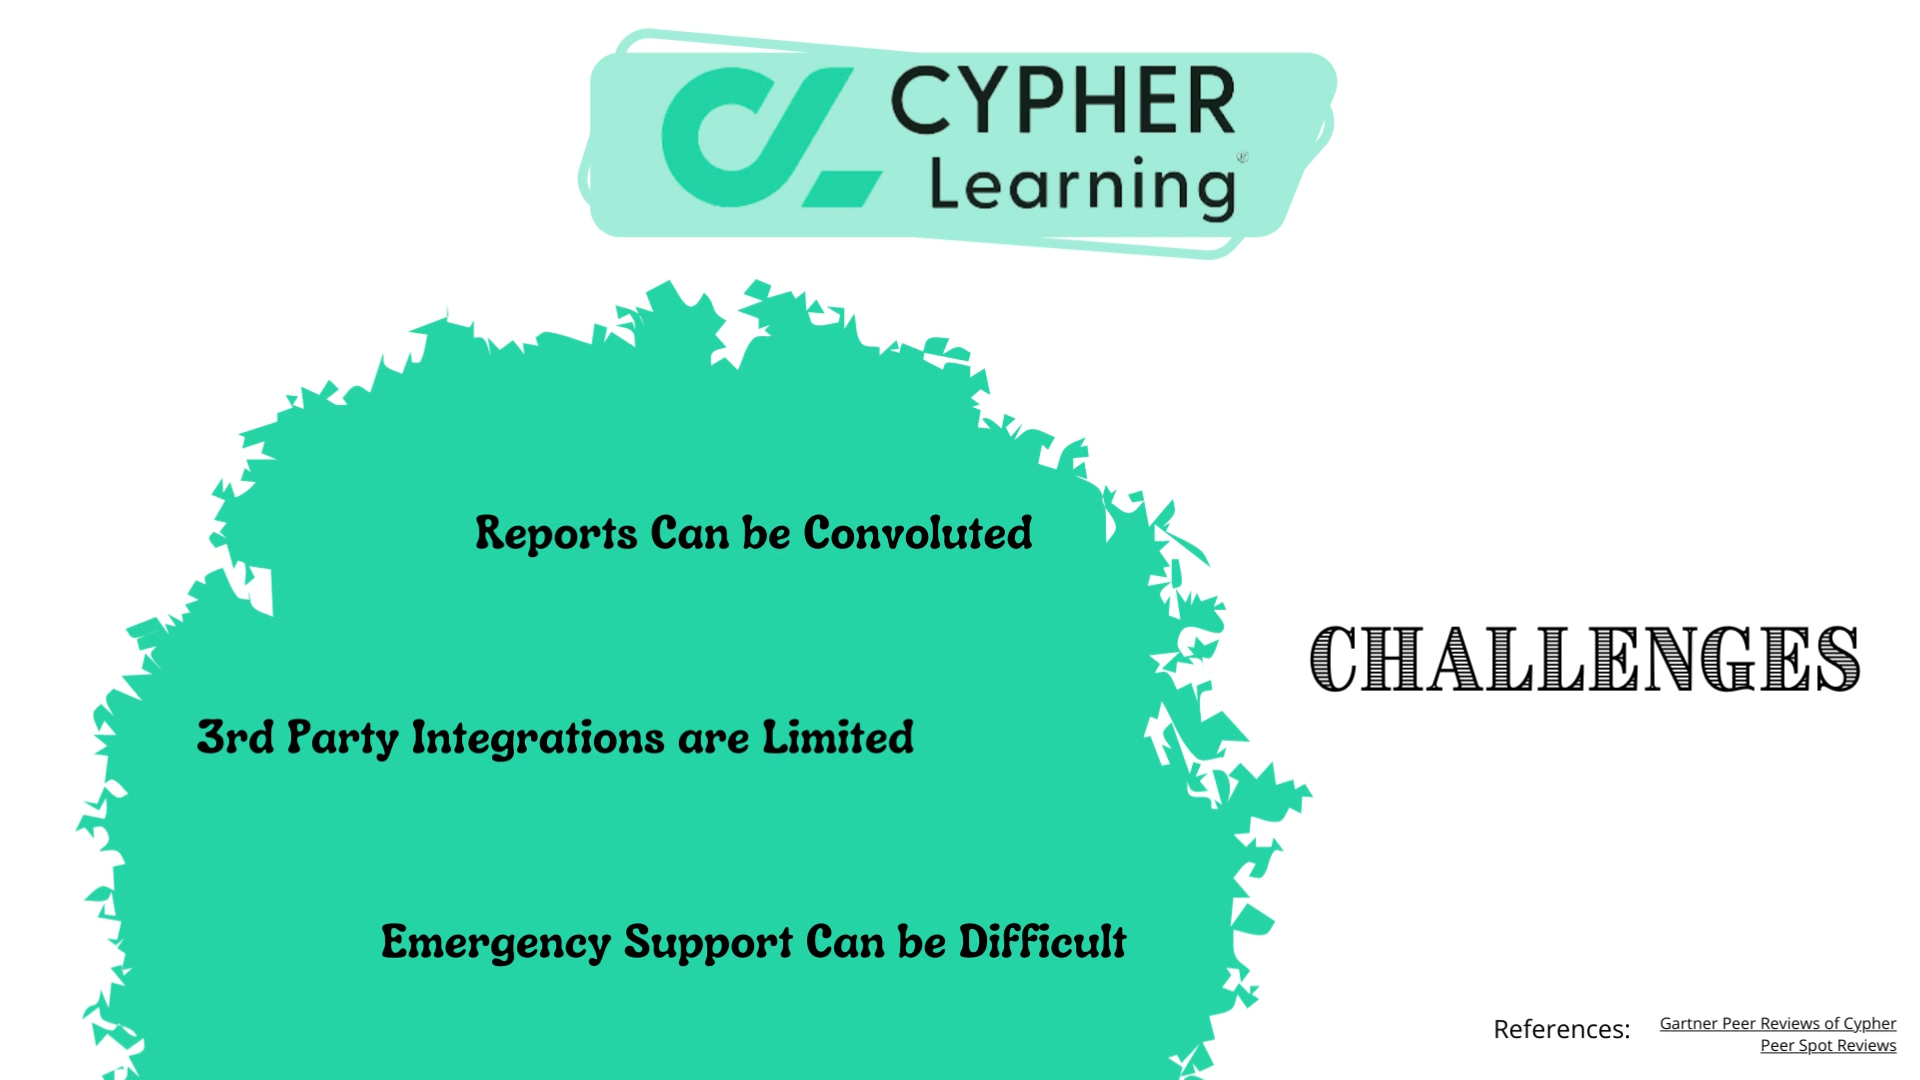 CYPHER
Learning®
Reports Can be Convoluted
CHALLENGES
3rd Party Integrations are Limited
Emergency Support Can be Difficult
References:
Gartner Peer Reviews of Cypher
Peer Spot Reviews